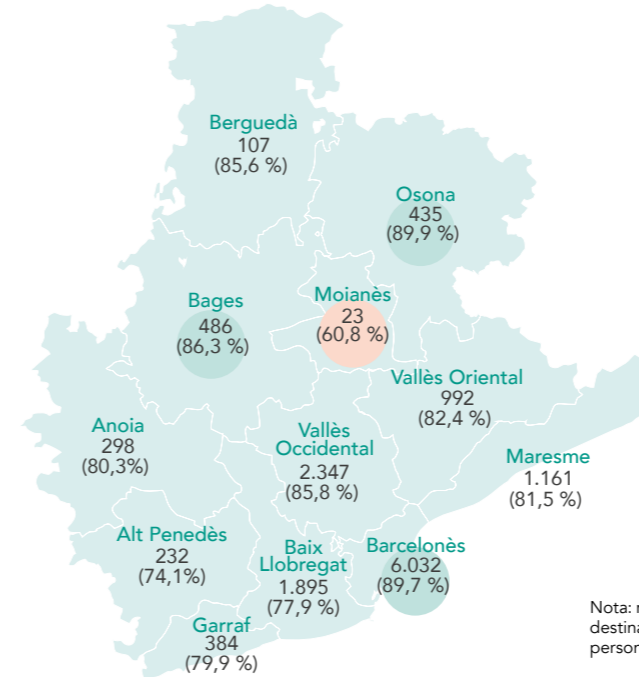 Berguedà
107
(85,6 %)
Osona
435
(89,9 %)
Bages
486
(86,3 %)
Moianès
23
(60,8 %)
Vallès Oriental
992
(82,4 %)
Anoia
298
(80,3%)
Vallès
Occidental
2.347
(85,8 %)
Maresme
1.161
(81,5 %)
Alt Penedès
232
(74,1%)
Baix
Llobregat
1.895
(77,9 %)
Barcelonès
6.032
(89,7 %)
Garraf
384
(79,9 %)
Nota:
destina
person